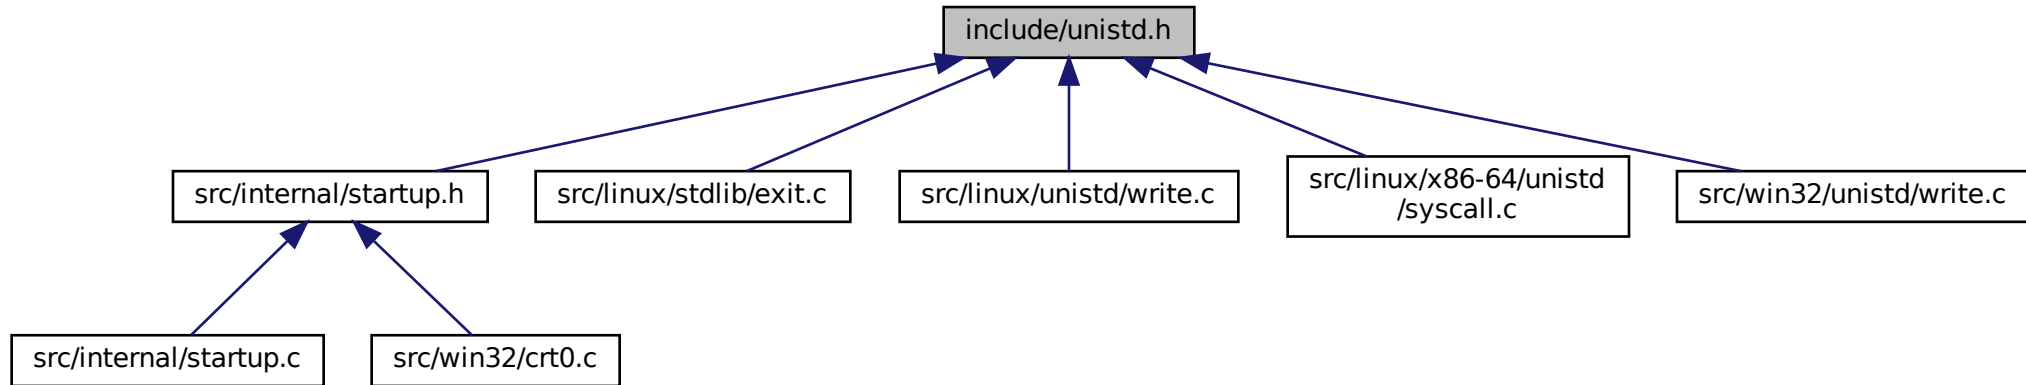 include/unistd.h
src/internal/startup.h
src/linux/stdlib/exit.c
src/linux/unistd/write.c
src/linux/x86-64/unistd
/syscall.c
src/win32/unistd/write.c
src/internal/startup.c
src/win32/crt0.c